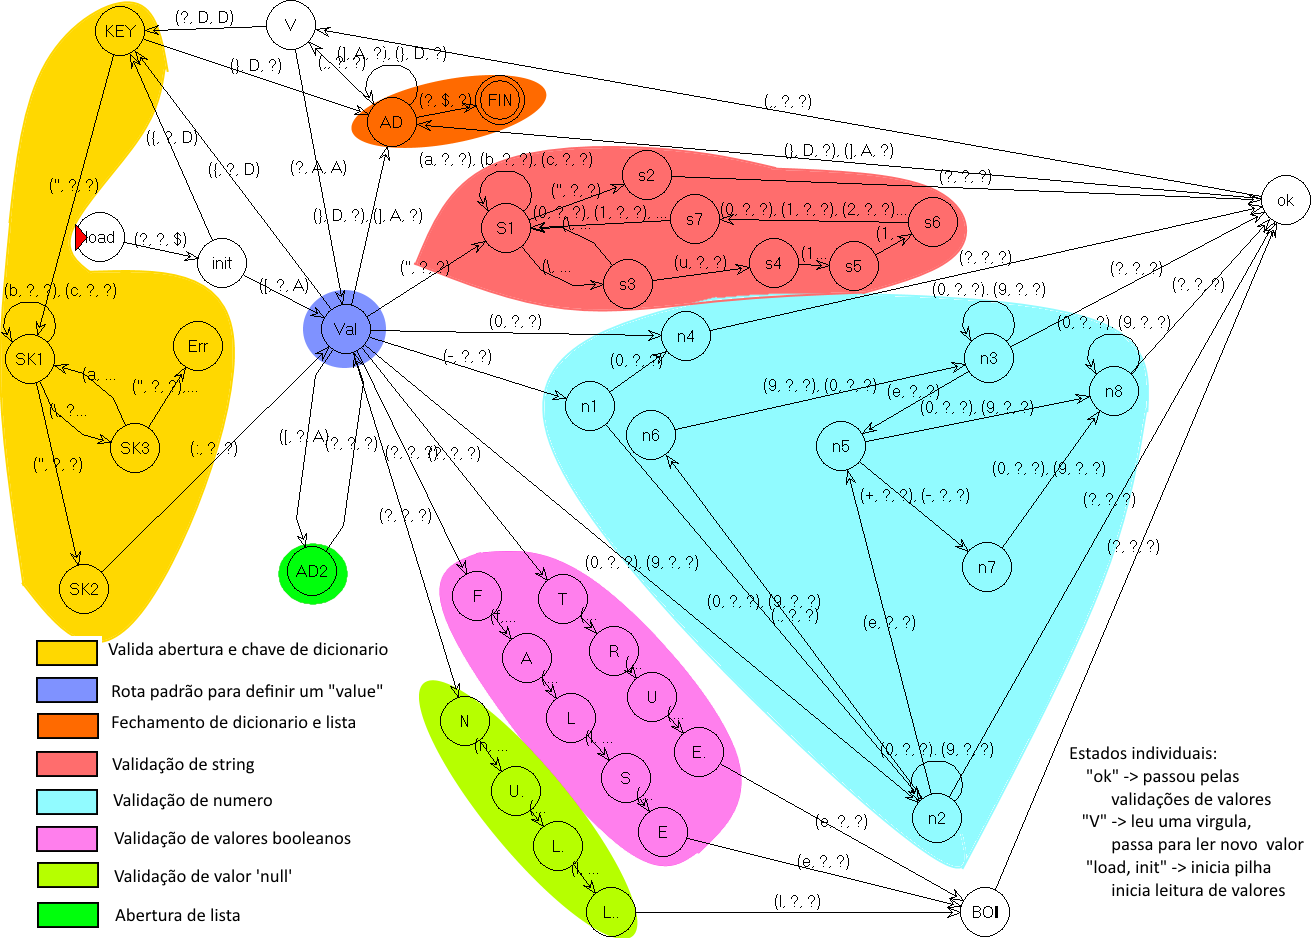 KEY
(?, D, D)
V
(], A, ?), (}, D, ?)
(,, ?, ?)
(}, D, ?)
AD
(?, $, ?)
FIN
(,, ?, ?)
({, ?, D)
({, ?, D)
(?, A, A)
(a, ?, ?), (b, ?, ?), (c, ?, ?)
s2
(}, D, ?), (], A, ?)
(?, ?, ?)
ok
(", ?, ?)
(", ?, ?)
(}, D, ?), (], A, ?)
S1
(0, ?, ?), (1, ?, ?), ...
s7
(0, ?, ?), (1, ?, ?), (2, ?, ?)...
s6
load
(?, ?, $)
init
(\, ...
s3
(u, ?, ?)
s4
(1,
s5
(1,
(?, ?, ?)
(?, ?, ?)
(?, ?, ?)
(", ?, ?)
([, ?, A)
(b, ?, ?), (c, ?, ?)
(0, ?, ?), (9, ?, ?)
(0, ?, ?), (9, ?, ?)
Val
(0, ?, ?)
n4
n3
SK1
Err
(-, ?, ?)
(0, ?, ?)
(a, ...
(", ?, ?),...
(9, ?, ?), (0, ?, ?)
(e, ?, ?)
n8
(\, ?...
n1
(0, ?, ?), (9, ?, ?)
SK3
([, ?, A)
(?, ?, ?)
n6
n5
(", ?, ?)
(:, ?, ?)
(?, ?, ?)
(?, ?, ?)
(0, ?, ?), (9, ?, ?)
(+, ?, ?), (-, ?, ?)
(?, ?, ?)
(?, ?, ?)
(?, ?, ?)
SK2
AD2
(0, ?, ?), (9, ?, ?)
n7
F
T
(0, ?, ?), (9, ?, ?)
(., ?, ?)
(e, ?, ?)
(f,...
A
R
U
L
E.
N
(n, ...
U.
S
(0, ?, ?), (9, ?, ?)
n2
L.
E
(e, ?, ?)
(e, ?, ?)
L..
(l, ?, ?)
BOI
Valida abertura e chave de dicionario
Rota padrão para definir um "value"
Fechamento de dicionario e lista
Validação de string
Validação de numero
Validação de valores booleanos
Validação de valor 'null'
Abertura de lista
Estados individuais:
"ok" -> passou pelas
validações de valores
"V" -> leu uma virgula,
passa para ler novo valor
"load, init" -> inicia pilha
inicia leitura de valores